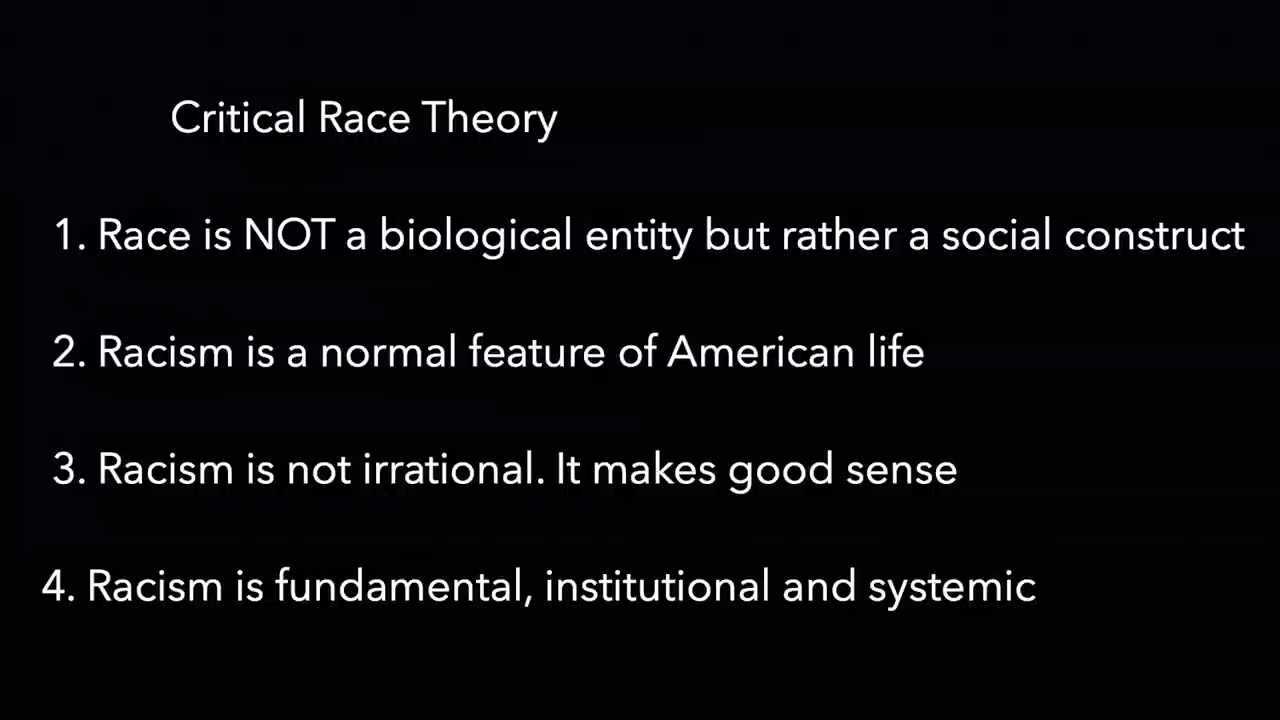 Critical Race Theory
1. Race is NOT a biological entity but rather a social construct
2. Racism is a normal feature of American life
3. Racism is not irrational. It makes good sense
4. Racism is fundamental, institutional and systemic